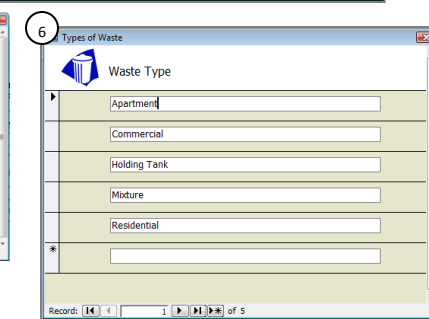 6
Types of Waste
Waste Type
Apartment
Commercial
Holding Tank
Mixture
Residential
*
Record: 1 of 5